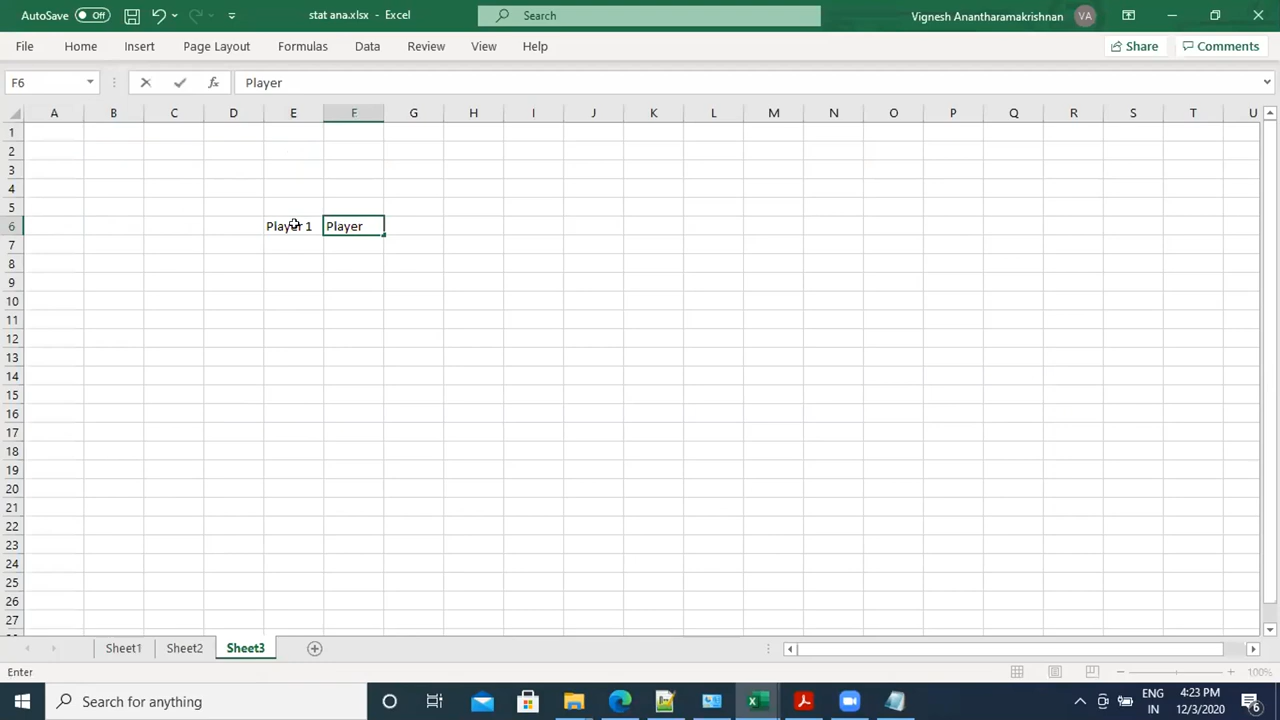 AutoSave Off stat ana.xlsx - Excel Search Vignesh Anantharamakrishnan VA
File Home Insert Page Layout Formulas Data Review View Help Share Comments
F6 fx Player
A B C D E F G H I J K L M N O P Q R S T U
1
2
3
4
5
6 Player 1 Player
7
8
9
10
11
12
13
14
15
16
17
18
19
20
21
22
23
24
25
26
27
Sheet1 Sheet2 Sheet3
Enter 100%
Search for anything ENG 4:23 PM
IN 12/3/2020 6